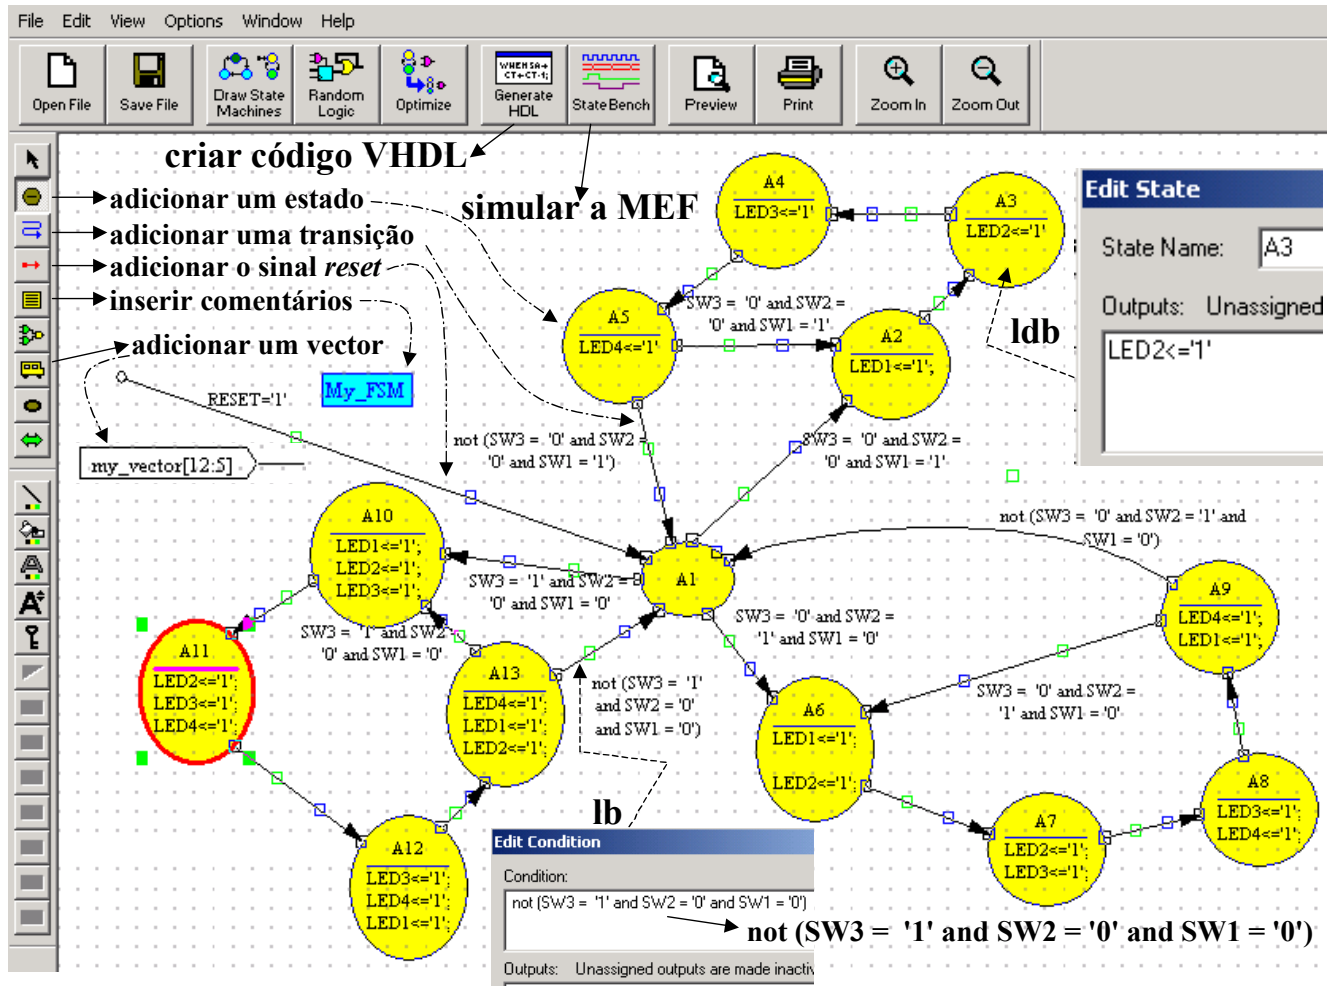 File Edit View Options Window Help
Open File
Save File
Draw State
Machines
Random
Logic
Optimize
WHEN SA→
CT←CT-1;
Generate
HDL
State Bench
Preview
Print
Zoom In
Zoom Out
criar código VHDL
simular a MEF
adicionar um estado
adicionar uma transição
adicionar o sinal reset
inserir comentários
adicionar um vector
A4
LED3<='1'
A3
LED2<='1'
Edit State
State Name: A3
Outputs: Unassigned
LED2<='1'
ldb
A5
LED4<='1'
SW3 = '0' and SW2 =
'0' and SW1 = '1'
A2
LED1<='1';
RESET='1'
My_FSM
my_vector[12:5]
not (SW3 = '0' and SW2 =
'0' and SW1 = '1')
SW3 = '0' and SW2 =
'0' and SW1 = '1'
not (SW3 = '0' and SW2 = '1' and
SW1 = '0')
A10
LED1<='1';
LED2<='1';
LED3<='1';
SW3 = '1' and SW2 =
'0' and SW1 = '0'
A1
A9
LED4<='1';
LED1<='1';
SW3 = '0' and SW2 =
'1' and SW1 = '0'
SW3 = '1' and SW2 =
'0' and SW1 = '0'
A11
LED2<='1';
LED3<='1';
LED4<='1';
A13
LED4<='1';
LED1<='1';
LED2<='1';
not (SW3 = '1'
and SW2 = '0'
and SW1 = '0')
A6
LED1<='1';
LED2<='1';
SW3 = '0' and SW2 =
'1' and SW1 = '0'
A8
LED3<='1';
LED4<='1';
A7
LED2<='1';
LED3<='1';
A12
LED3<='1';
LED4<='1';
LED1<='1';
lb
Edit Condition
Condition:
not (SW3 = '1' and SW2 = '0' and SW1 = '0')
not (SW3 = '1' and SW2 = '0' and SW1 = '0')
Outputs: Unassigned outputs are made inactiv